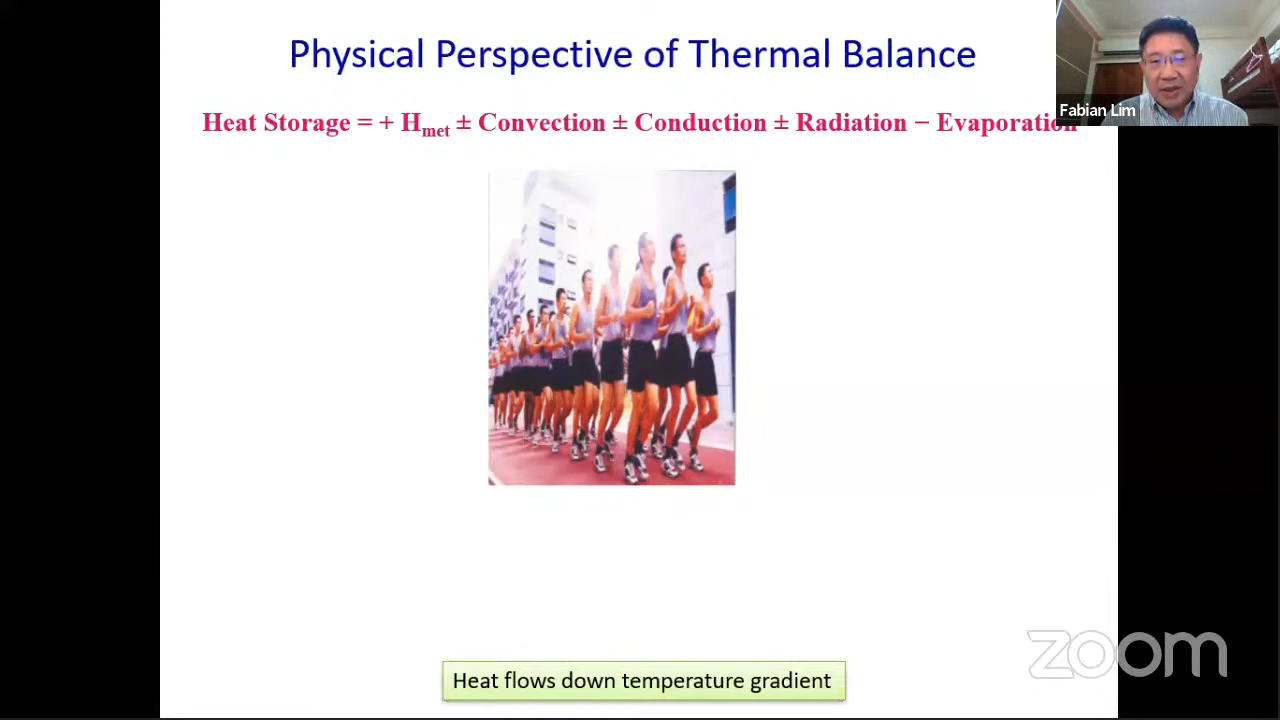 Physical Perspective of Thermal Balance
Fabian Lim
Heat Storage = + Hmet ± Convection ± Conduction ± Radiation − Evaporation
zoom
Heat flows down temperature gradient